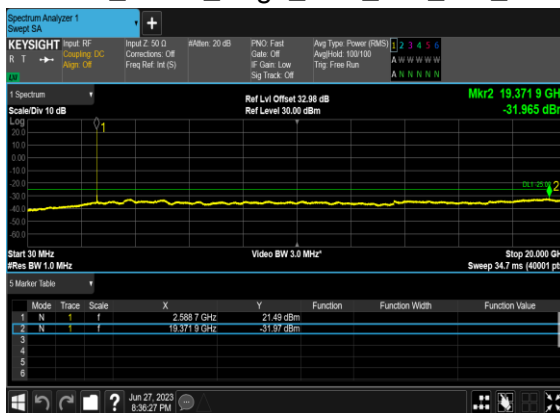 Spectrum Analyzer 1
Swept SA
+
KEYSIGHT Input: RF Input Z: 50 Ω #Atten: 20 dB PNO: Fast Avg Type: Power (RMS) 1 2 3 4 5 6
R T Coupling: DC Corrections: Off Gate: Off Avg|Hold: 100/100 A W W W W W
Align: Off Freq Ref: Int (S) IF Gain: Low Trig: Free Run
LXI Sig Track: Off A N N N N N
1 Spectrum Ref Lvl Offset 32.98 dB Mkr2 19.371 9 GH
Scale/Div 10 dB Ref Level 30.00 dBm -31.965 dBr
Log
20.0
10.0
0.00
-10.0
-20.0
-30.0
-40.0
-50.0
-60.0
1
DL1 -25.00
2
Start 30 MHz Video BW 3.0 MHz* Stop 20.000 GH
#Res BW 1.0 MHz Sweep 34.7 ms (40001 pt
5 Marker Table
Mode Trace Scale X Y Function Function Width Function Value
1 N 1 f 2.588 7 GHz 21.49 dBm
2 N 1 f 19.371 9 GHz -31.97 dBm
3
4
5
6
? Jun 27, 2023
8:36:27 PM